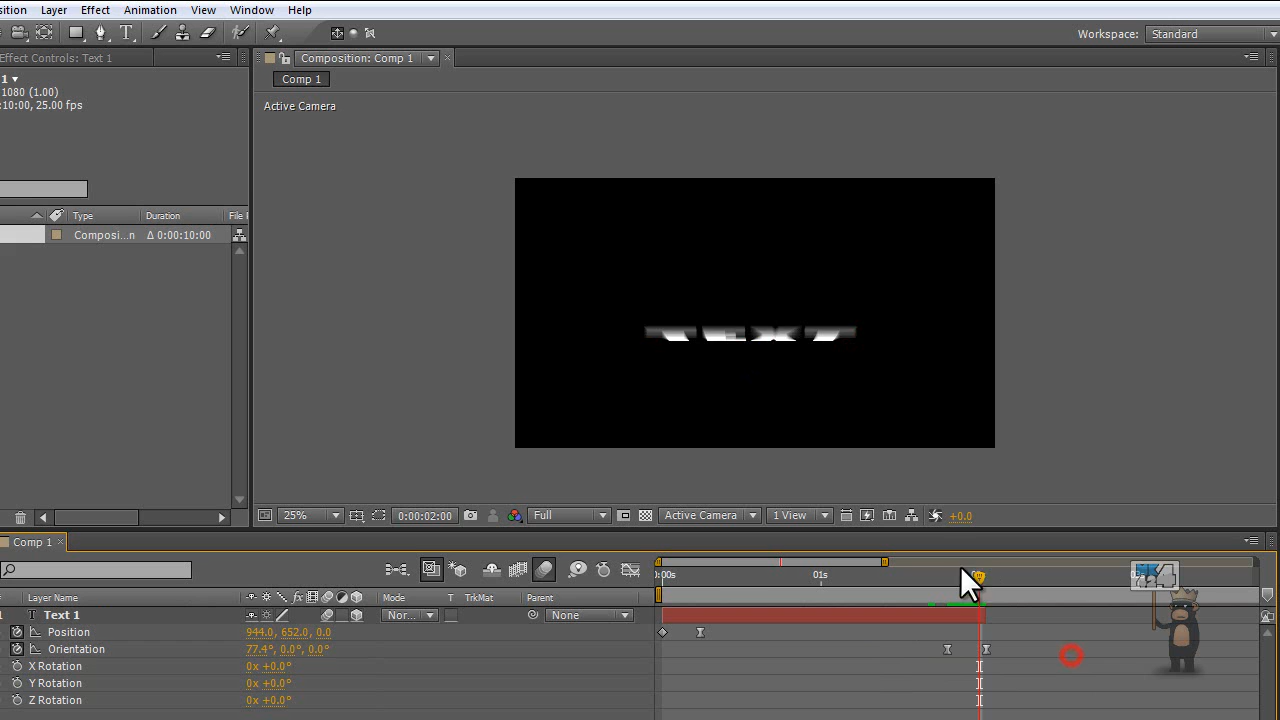 sition Layer Effect Animation View Window Help
Workspace: Standard
Effect Controls: Text 1
Composition: Comp 1
1
1080 (1.00)
Comp 1
:10:00, 25.00 fps
Active Camera
Type Duration File
Composi...n Δ 0:00:10:00
TEXT
25% 0:00:02:00 Full Active Camera 1 View +0.0
Comp 1
0:00s 01s
Layer Name Mode T TrkMat Parent
T Text 1 Nor... None
Position 944.0, 652.0, 0.0
Orientation 77.4°, 0.0°, 0.0°
X Rotation 0x +0.0°
Y Rotation 0x +0.0°
Z Rotation 0x +0.0°